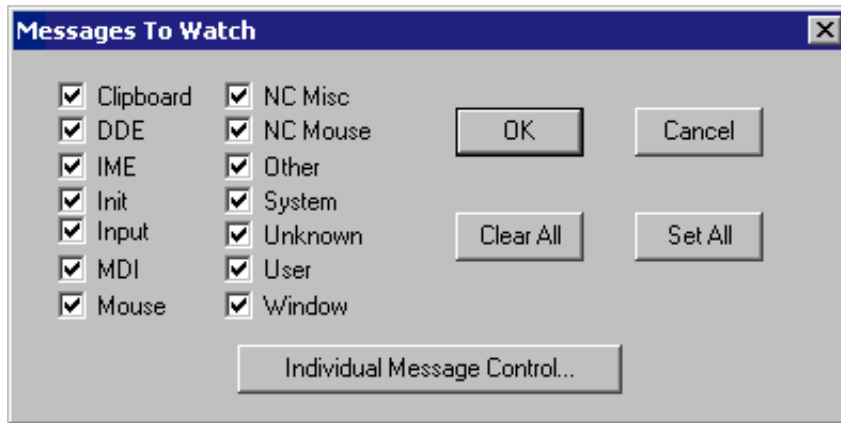 Messages To Watch
Clipboard
DDE
IME
Init
Input
MDI
Mouse
NC Misc
NC Mouse
Other
System
Unknown
User
Window
OK
Cancel
Clear All
Set All
Individual Message Control...